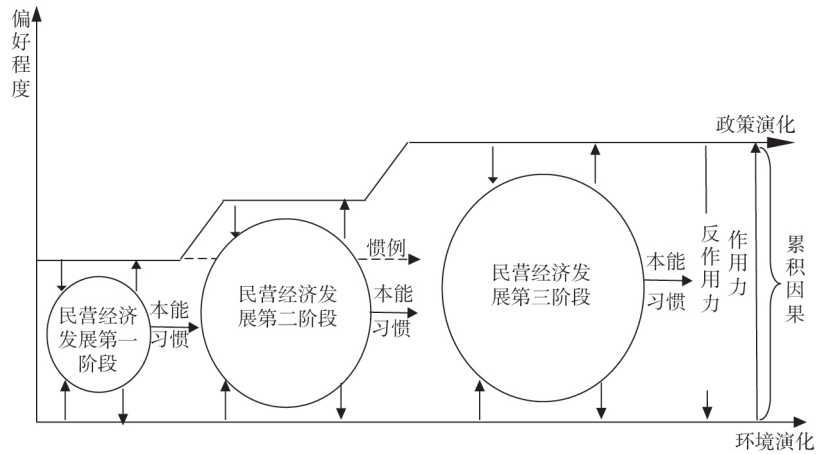 偏好程度
政策演化
惯例
民营经济
发展第一
阶段
本能
习惯
民营经济发
展第二阶段
本能
习惯
民营经济发
展第三阶段
本能
习惯
反作用力
作用力
累积因果
环境演化